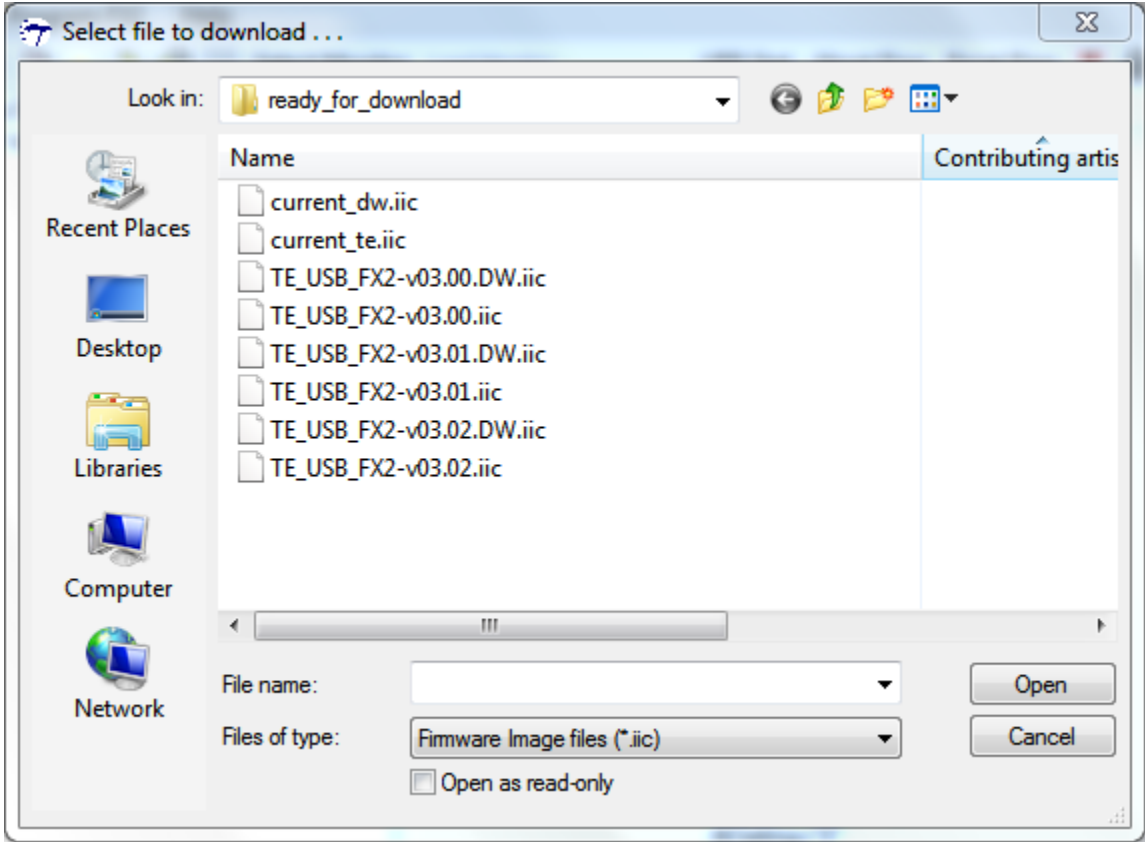 Select file to download . . .
Look in:
ready_for_download
Name
Contributing artis
current_dw.iic
current_te.iic
TE_USB_FX2-v03.00.DW.iic
TE_USB_FX2-v03.00.iic
TE_USB_FX2-v03.01.DW.iic
TE_USB_FX2-v03.01.iic
TE_USB_FX2-v03.02.DW.iic
TE_USB_FX2-v03.02.iic
Recent Places
Desktop
Libraries
Computer
Network
File name:
Open
Files of type:
Firmware Image files (*.iic)
Cancel
Open as read-only